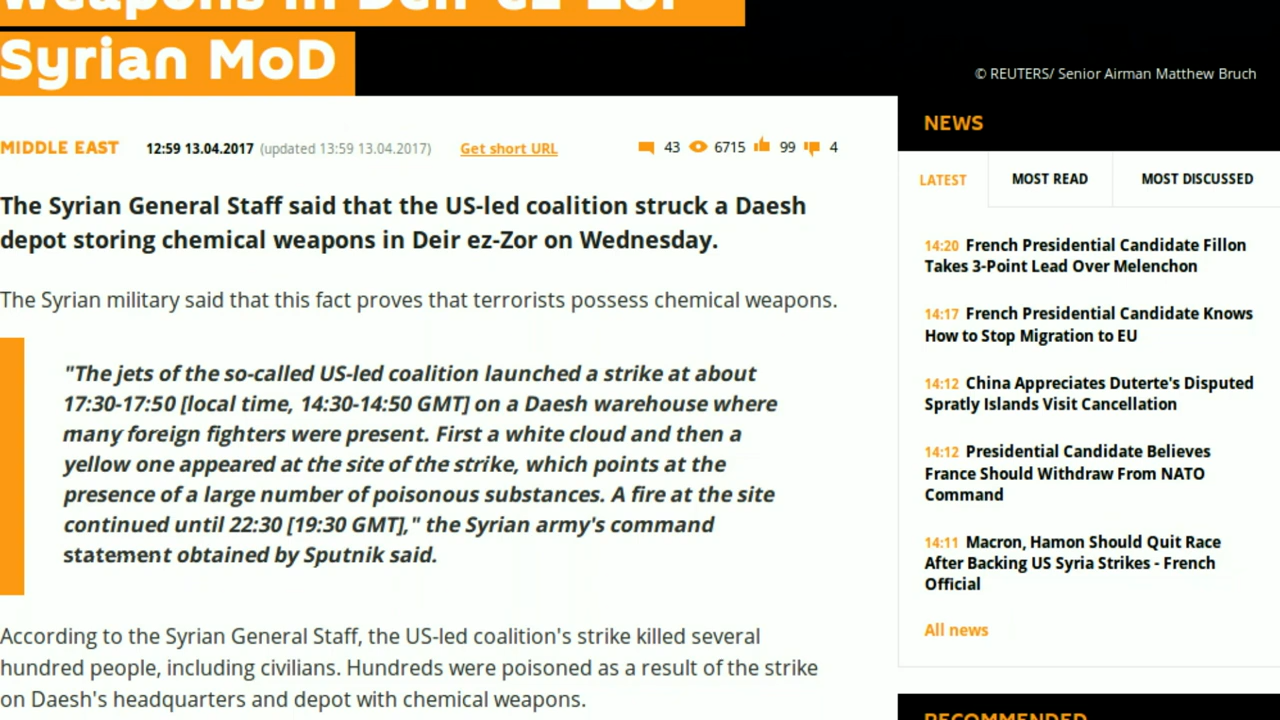 Weapons in Deir ez-Zor
Syrian MoD
© REUTERS/ Senior Airman Matthew Bruch
MIDDLE EAST 12:59 13.04.2017 (updated 13:59 13.04.2017) Get short URL 43 6715 99 4
The Syrian General Staff said that the US-led coalition struck a Daesh
depot storing chemical weapons in Deir ez-Zor on Wednesday.
The Syrian military said that this fact proves that terrorists possess chemical weapons.
"The jets of the so-called US-led coalition launched a strike at about
17:30-17:50 [local time, 14:30-14:50 GMT] on a Daesh warehouse where
many foreign fighters were present. First a white cloud and then a
yellow one appeared at the site of the strike, which points at the
presence of a large number of poisonous substances. A fire at the site
continued until 22:30 [19:30 GMT]," the Syrian army's command
statement obtained by Sputnik said.
According to the Syrian General Staff, the US-led coalition's strike killed several
hundred people, including civilians. Hundreds were poisoned as a result of the strike
on Daesh's headquarters and depot with chemical weapons.
NEWS
LATEST MOST READ MOST DISCUSSED
14:20 French Presidential Candidate Fillon
Takes 3-Point Lead Over Melenchon
14:17 French Presidential Candidate Knows
How to Stop Migration to EU
14:12 China Appreciates Duterte's Disputed
Spratly Islands Visit Cancellation
14:12 Presidential Candidate Believes
France Should Withdraw From NATO
Command
14:11 Macron, Hamon Should Quit Race
After Backing US Syria Strikes - French
Official
All news
RECOMMENDED